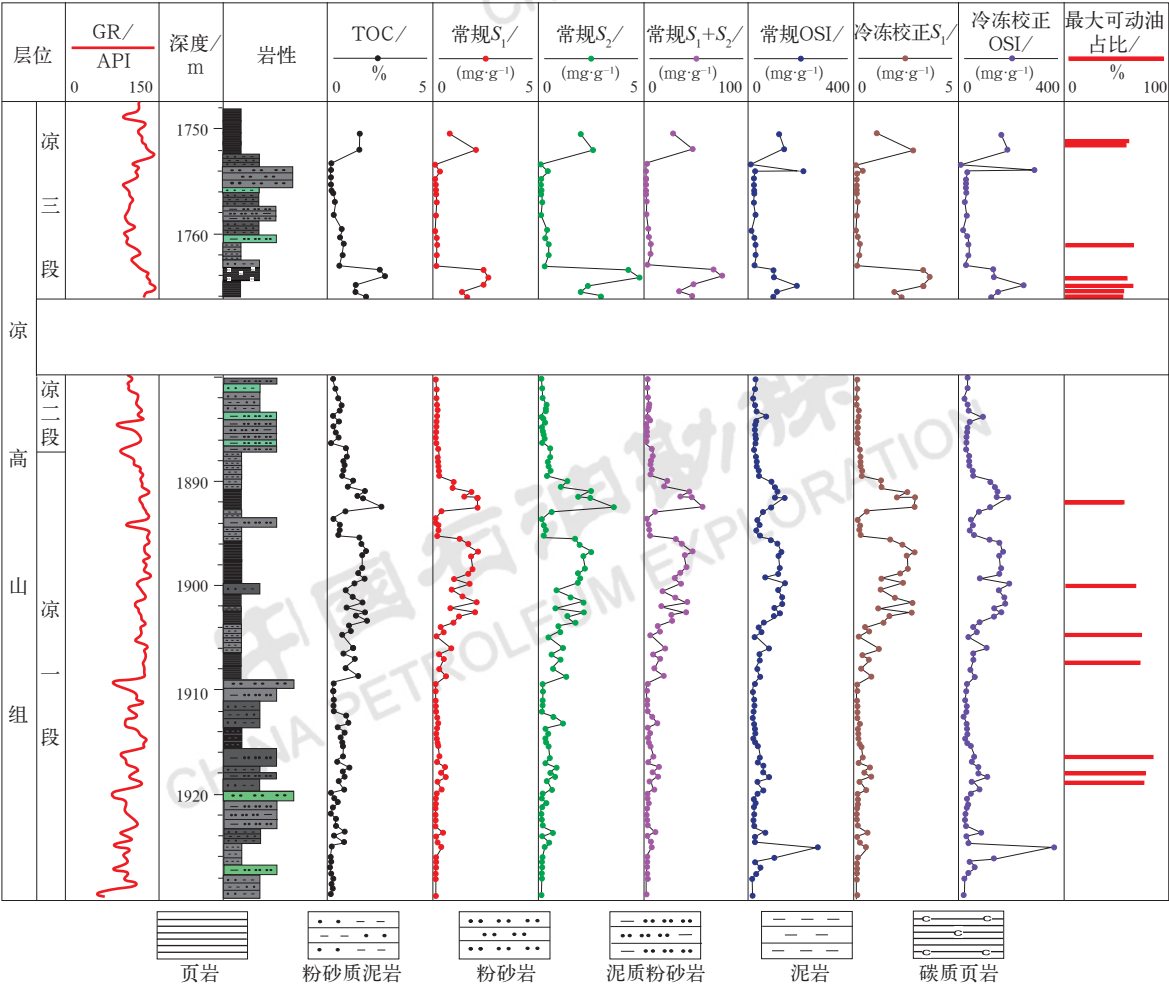 层位
GR/
API
0 150
深度/
m
岩性
TOC/
%
0 5
常规S₁/
(mg·g⁻¹)
0 5
常规S₂/
(mg·g⁻¹)
0 5
常规S₁+S₂/
(mg·g⁻¹)
0 100
常规OSI/
(mg·g⁻¹)
0 400
冷冻校正S₁/
(mg·g⁻¹)
0 5
冷冻校正
OSI/
(mg·g⁻¹)
0 400
最大可动油
占比/
%
0 100
凉
高
山
组
凉
三
段
凉
二
段
凉
一
段
1750
1760
1890
1900
1910
1920
中国石油勘探
CHINA PETROLEUM EXPLORATION
CH
页岩
粉砂质泥岩
粉砂岩
泥质粉砂岩
泥岩
碳质页岩
C C
C
C C